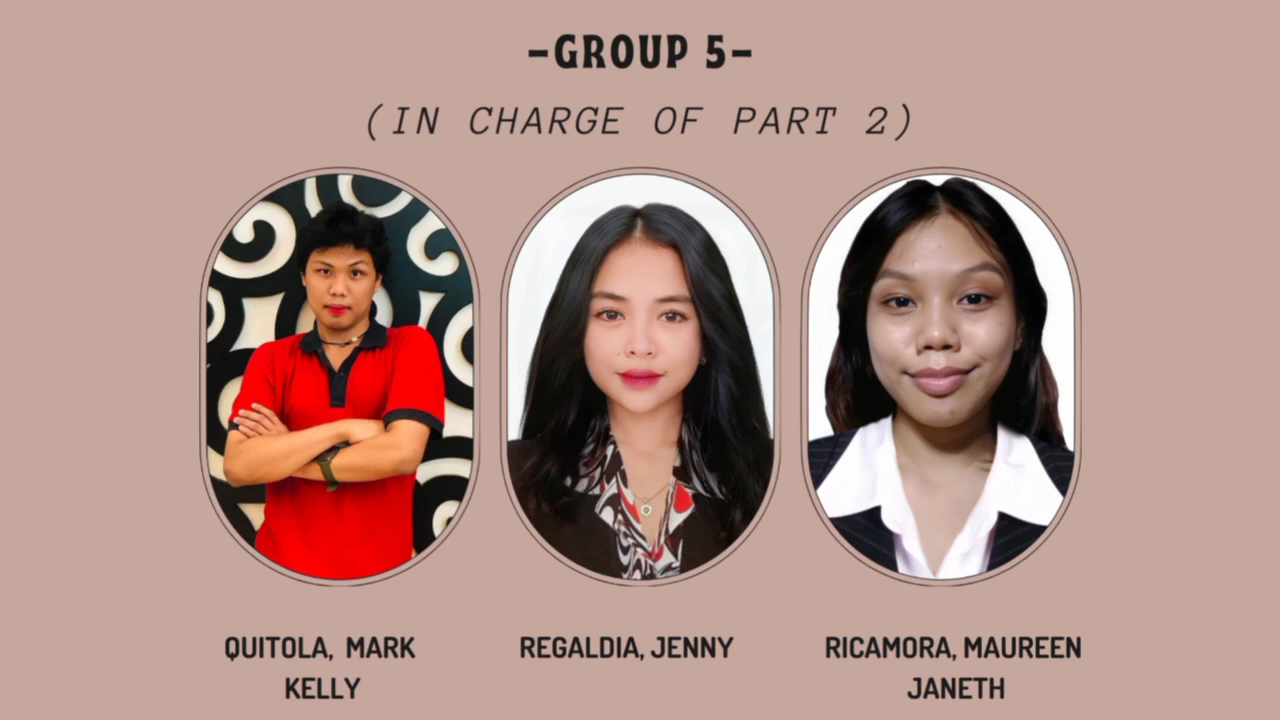 -GROUP 5-
(IN CHARGE OF PART 2)
QUITOLA, MARK
KELLY
REGALDIA, JENNY
RICAMORA, MAUREEN
JANETH